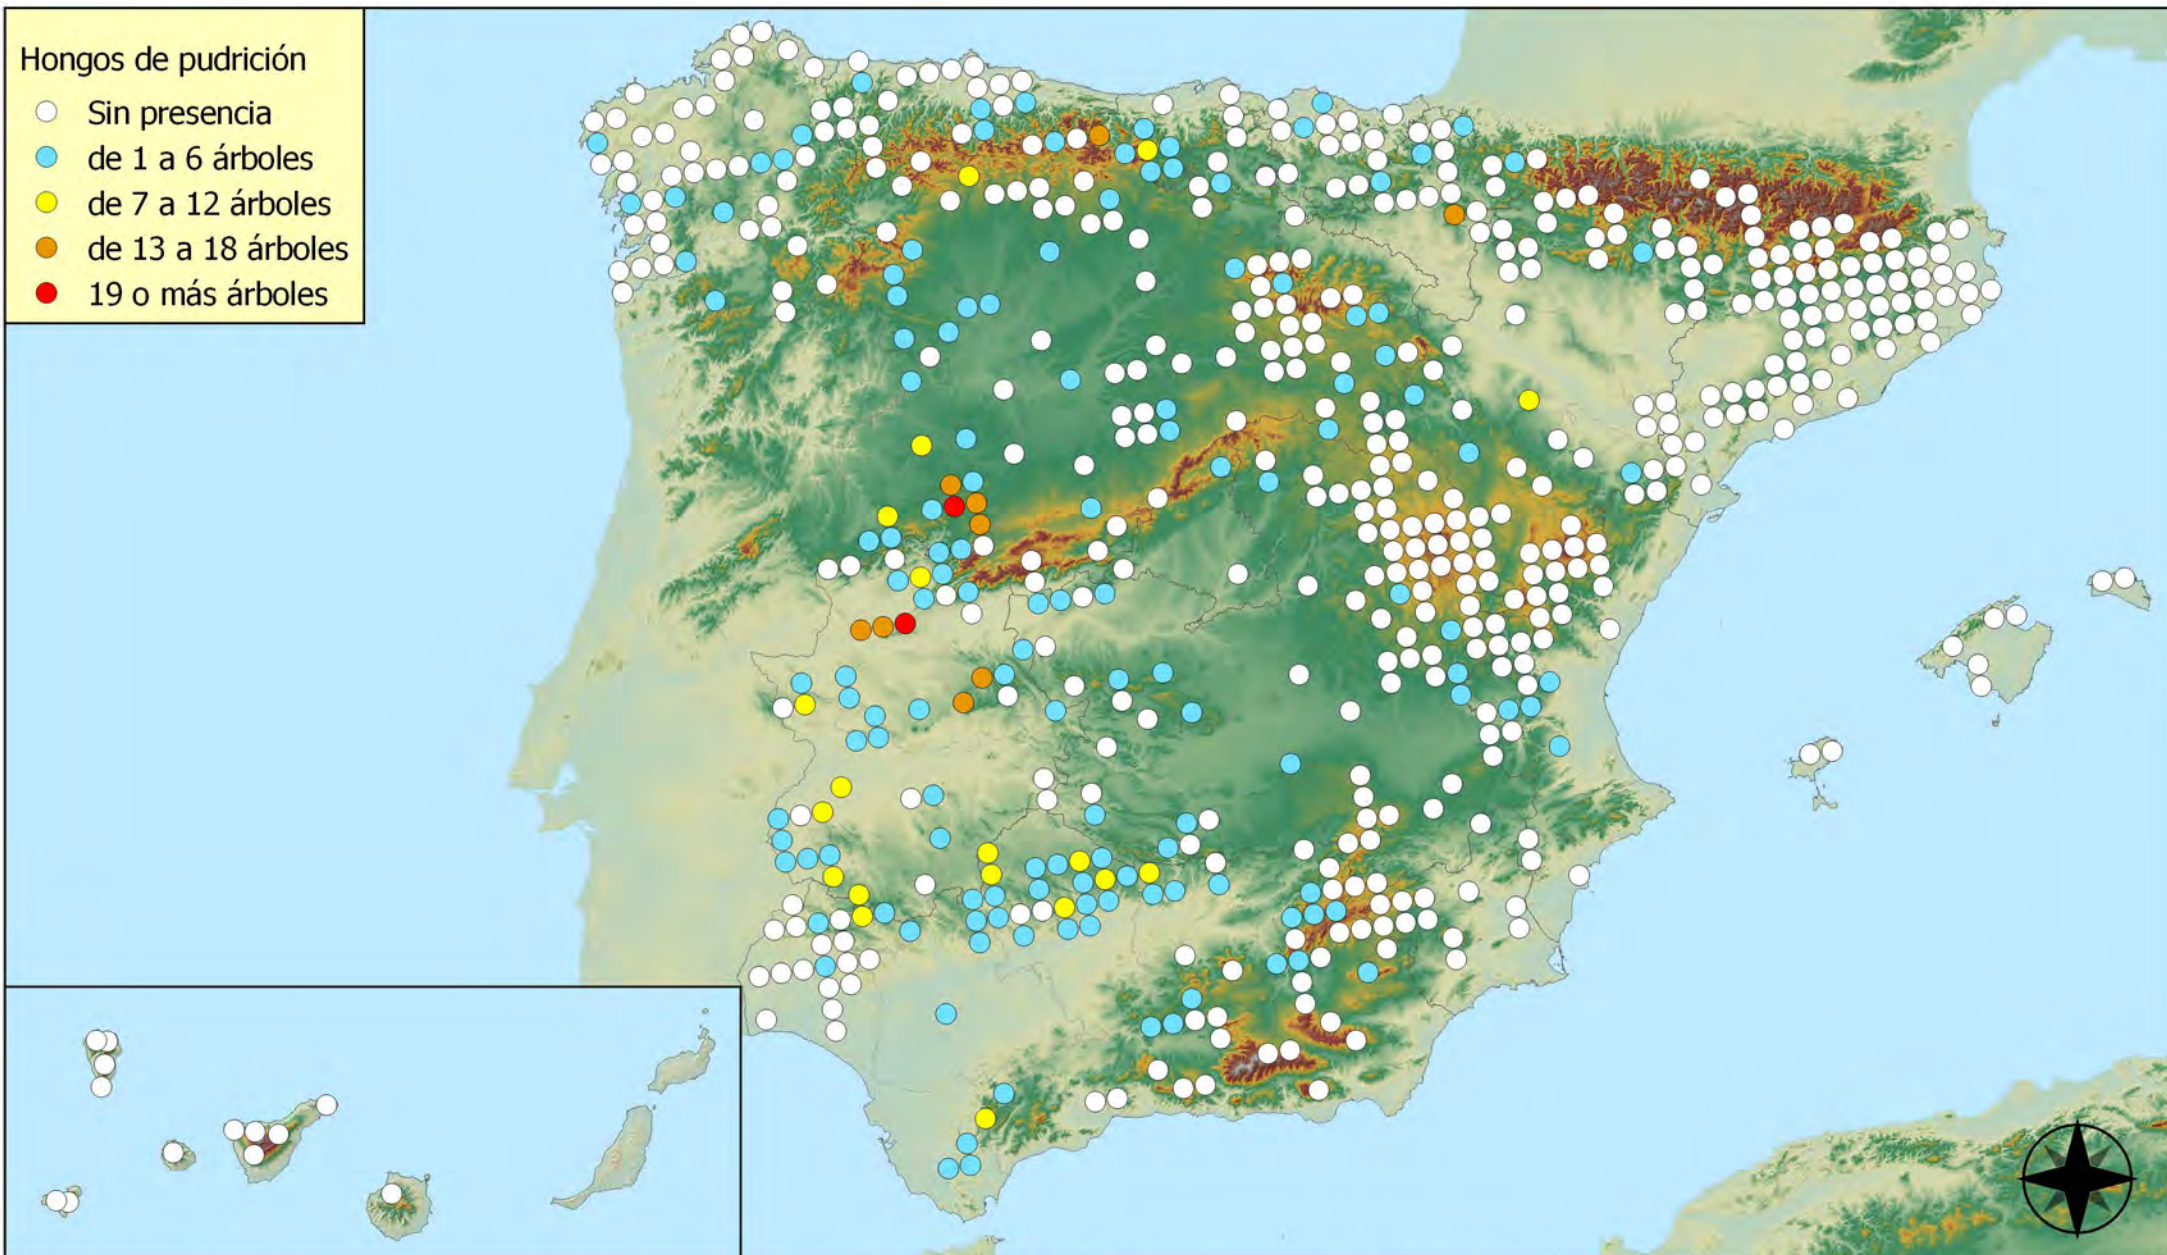 Hongos de pudrición
Sin presencia
de 1 a 6 árboles
de 7 a 12 árboles
de 13 a 18 árboles
19 o más árboles